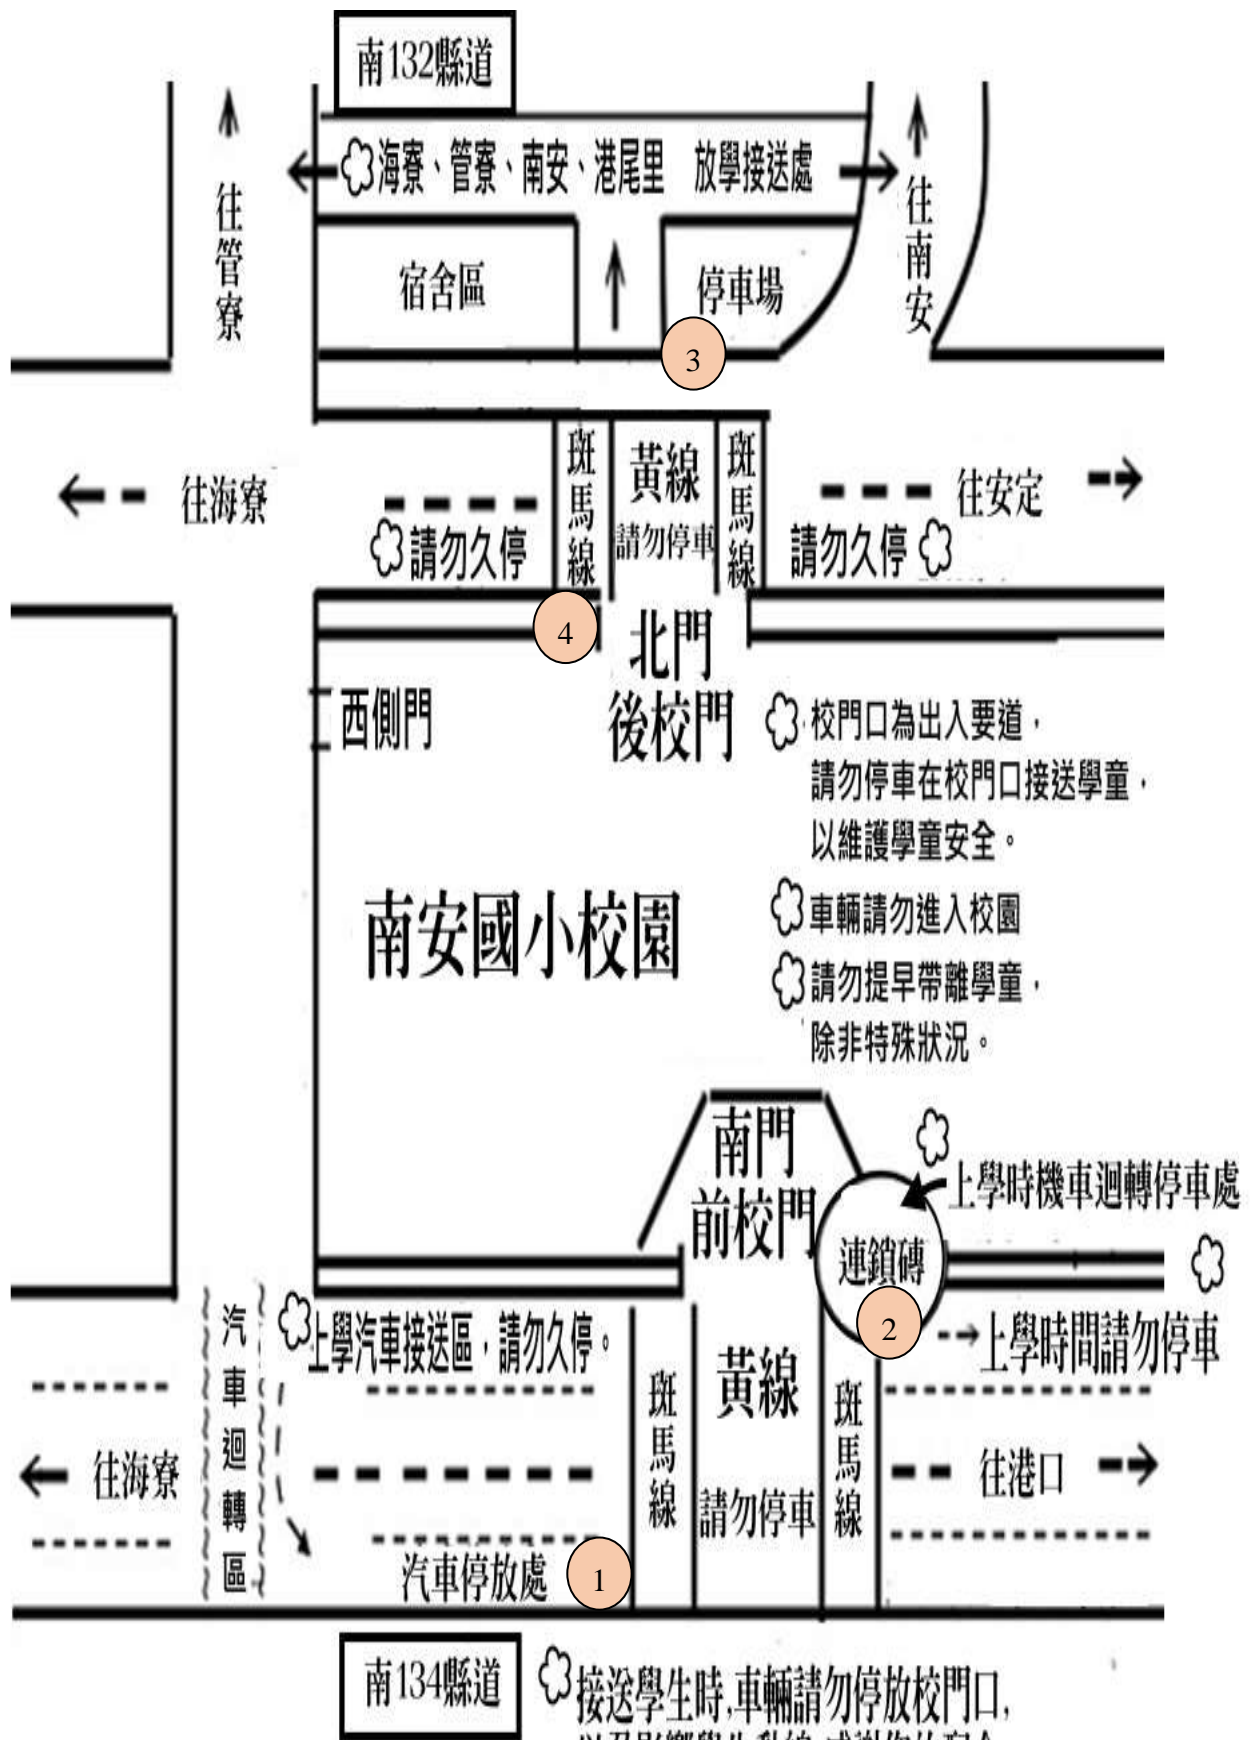 南132縣道
海寮、管寮、南安、港尾里 放學接送處
往管寮
往南安
宿舍區
停車場
3
斑馬線
黃線
請勿停車
斑馬線
往海寮
往安定
請勿久停
請勿久停
4
北門
後校門
西側門
校門口為出入要道，
請勿停車在校門口接送學童，
以維護學童安全。
南安國小校園
車輛請勿進入校園
請勿提早帶離學童，
除非特殊狀況。
南門
前校門
上學時機車迴轉停車處
連鎖磚
2
汽車迴轉區
上學汽車接送區，請勿久停。
上學時間請勿停車
斑馬線
黃線
請勿停車
斑馬線
往海寮
往港口
汽車停放處
1
南134縣道
接送學生時,車輛請勿停放校門口,